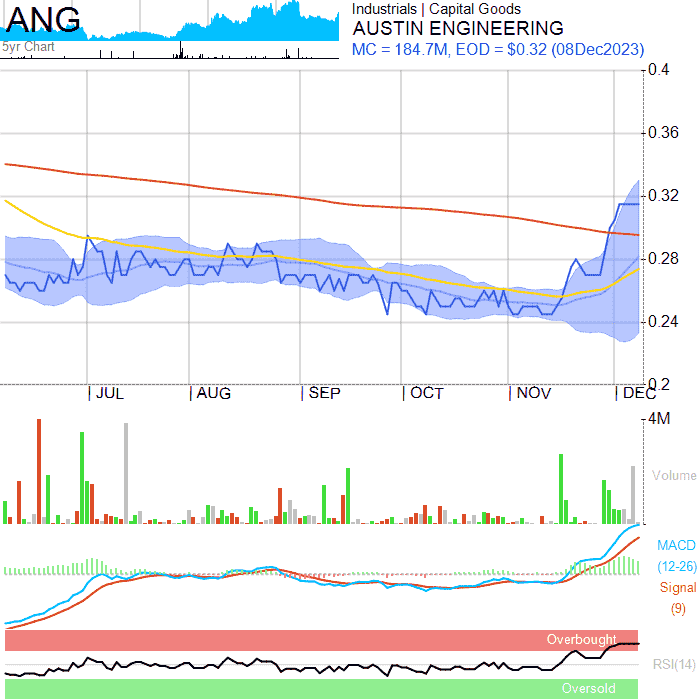 ANG
5yr Chart
Industrials | Capital Goods
AUSTIN ENGINEERING
MC = 184.7M, EOD = $0.32 (08Dec2023)
0.4
0.36
0.32
0.28
0.24
0.2
JUL AUG SEP OCT NOV DEC
4M
Volume
MACD
(12-26)
Signal
(9)
Overbought
RSI(14)
Oversold